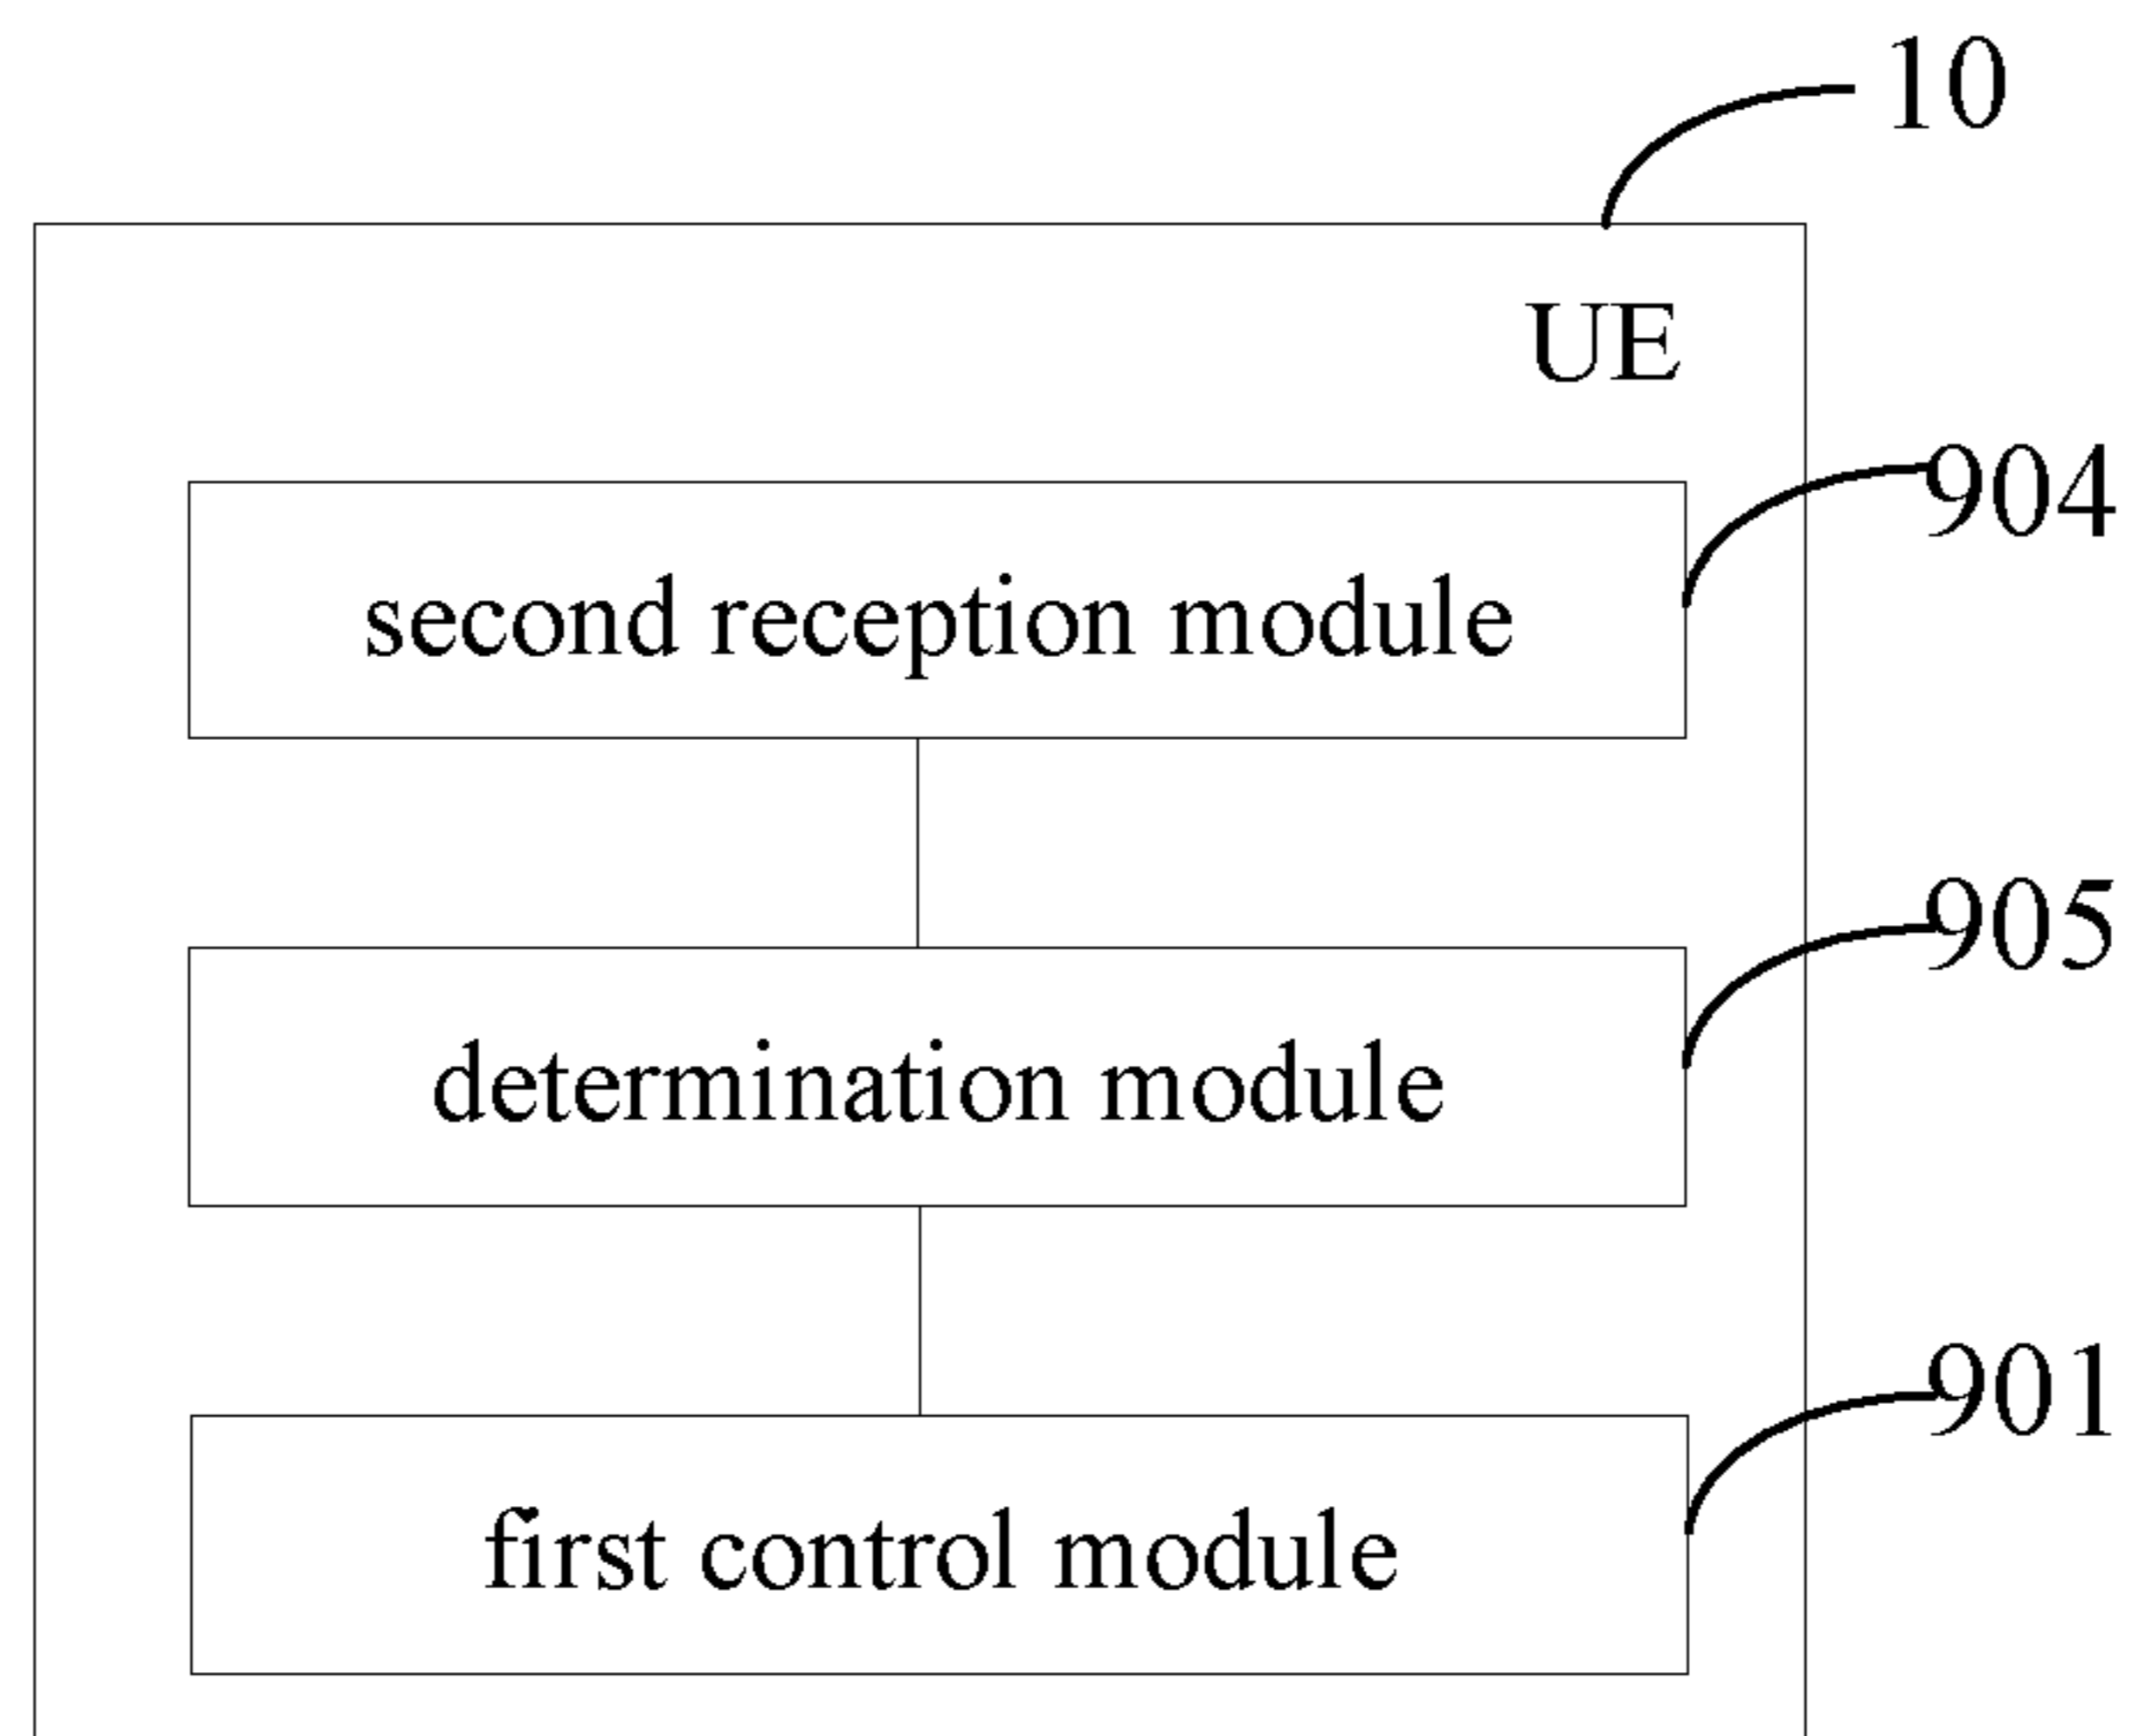 10
UE
904
second reception module
905
determination module
901
first control module